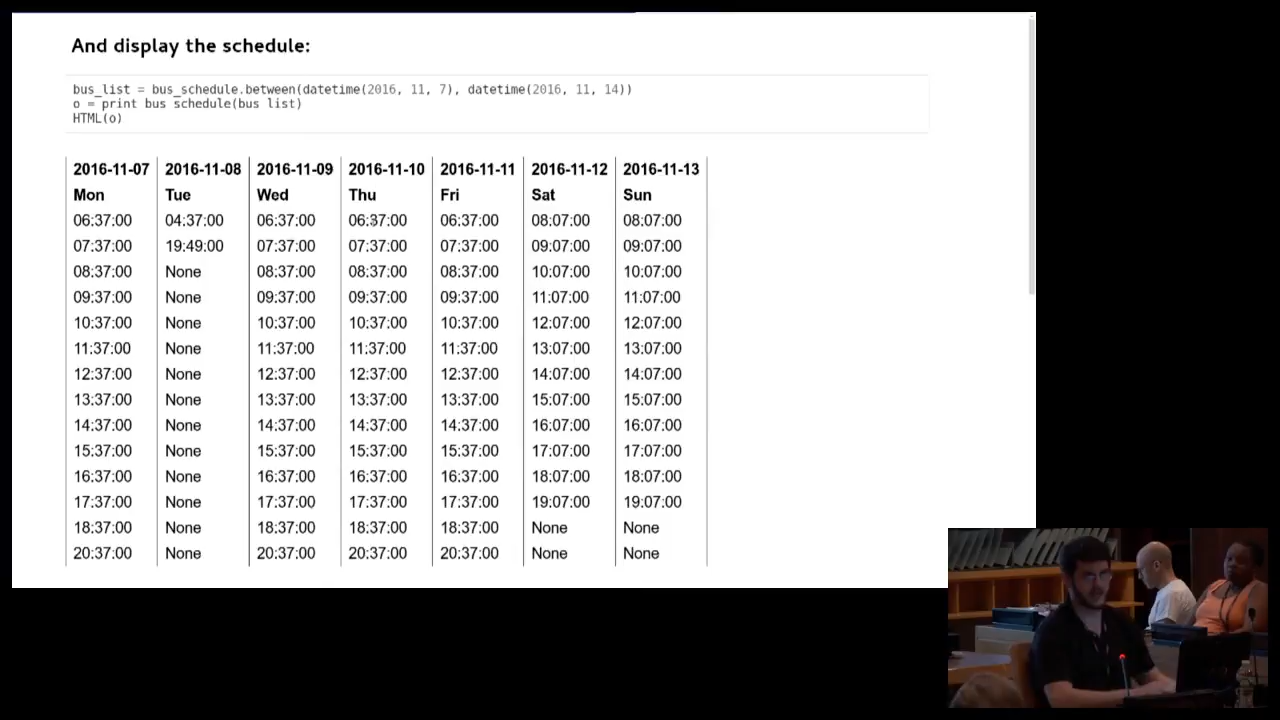 And display the schedule:
bus_list = bus_schedule.between(datetime(2016, 11, 7), datetime(2016, 11, 14))
o = print bus schedule(bus list)
HTML(o)
2016-11-07 2016-11-08 2016-11-09 2016-11-10 2016-11-11 2016-11-12 2016-11-13
Mon Tue Wed Thu Fri Sat Sun
06:37:00 04:37:00 06:37:00 06:37:00 06:37:00 08:07:00 08:07:00
07:37:00 19:49:00 07:37:00 07:37:00 07:37:00 09:07:00 09:07:00
08:37:00 None 08:37:00 08:37:00 08:37:00 10:07:00 10:07:00
09:37:00 None 09:37:00 09:37:00 09:37:00 11:07:00 11:07:00
10:37:00 None 10:37:00 10:37:00 10:37:00 12:07:00 12:07:00
11:37:00 None 11:37:00 11:37:00 11:37:00 13:07:00 13:07:00
12:37:00 None 12:37:00 12:37:00 12:37:00 14:07:00 14:07:00
13:37:00 None 13:37:00 13:37:00 13:37:00 15:07:00 15:07:00
14:37:00 None 14:37:00 14:37:00 14:37:00 16:07:00 16:07:00
15:37:00 None 15:37:00 15:37:00 15:37:00 17:07:00 17:07:00
16:37:00 None 16:37:00 16:37:00 16:37:00 18:07:00 18:07:00
17:37:00 None 17:37:00 17:37:00 17:37:00 19:07:00 19:07:00
18:37:00 None 18:37:00 18:37:00 18:37:00 None None
20:37:00 None 20:37:00 20:37:00 20:37:00 None None